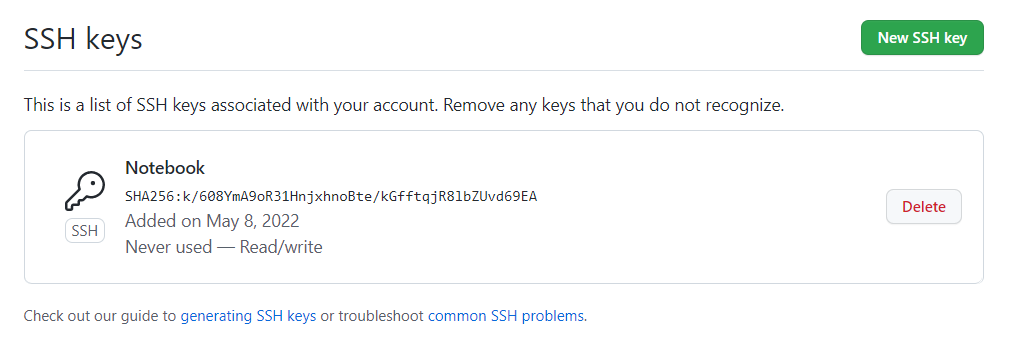 SSH keys
New SSH key
This is a list of SSH keys associated with your account. Remove any keys that you do not recognize.
Notebook
SHA256:k/608YmA9oR31HnjxhnoBte/kGfftqjR8lbZUvd69EA
SSH
Added on May 8, 2022
Never used — Read/write
Delete
Check out our guide to generating SSH keys or troubleshoot common SSH problems.